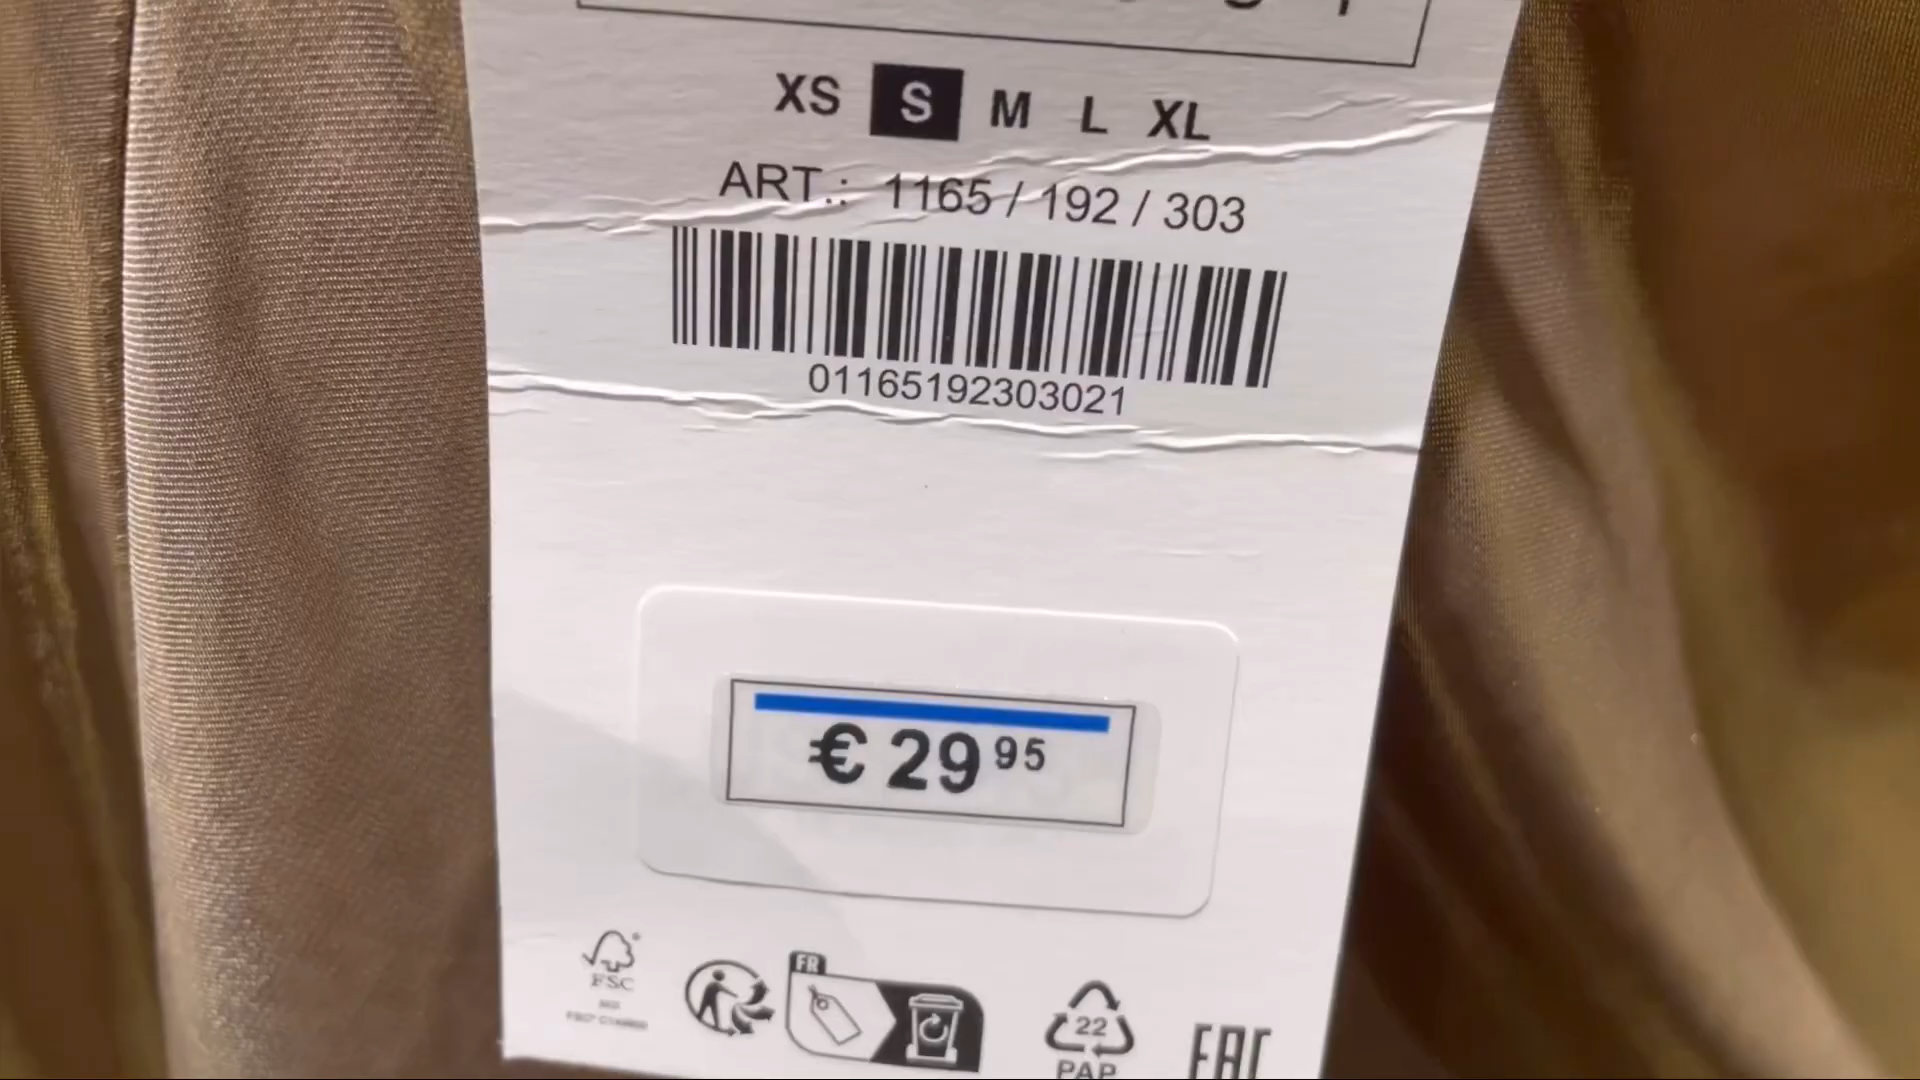 XS S M L XL
ART.: 1165 / 192 / 303
01165192303021
€ 29 95
FSC
FR
22
PAP
EAC